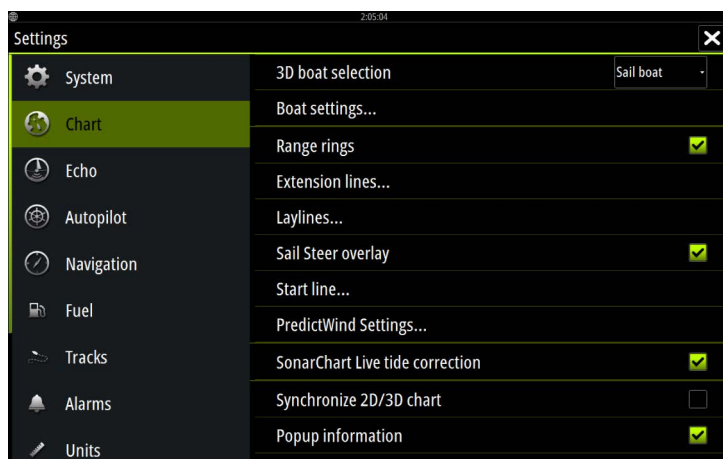 2:05:04
Settings
System
Chart
Echo
Autopilot
Navigation
Fuel
Tracks
Alarms
Units
3D boat selection
Sail boat
Boat settings...
Range rings
Extension lines...
Laylines...
Sail Steer overlay
Start line...
PredictWind Settings...
SonarChart Live tide correction
Synchronize 2D/3D chart
Popup information